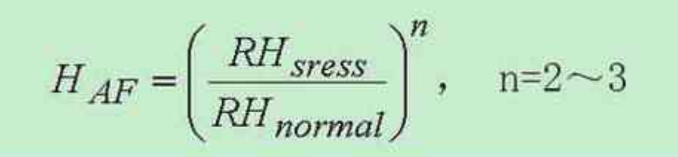 H_AF = (RH_sress / RH_normal)^n ,  n=2～3